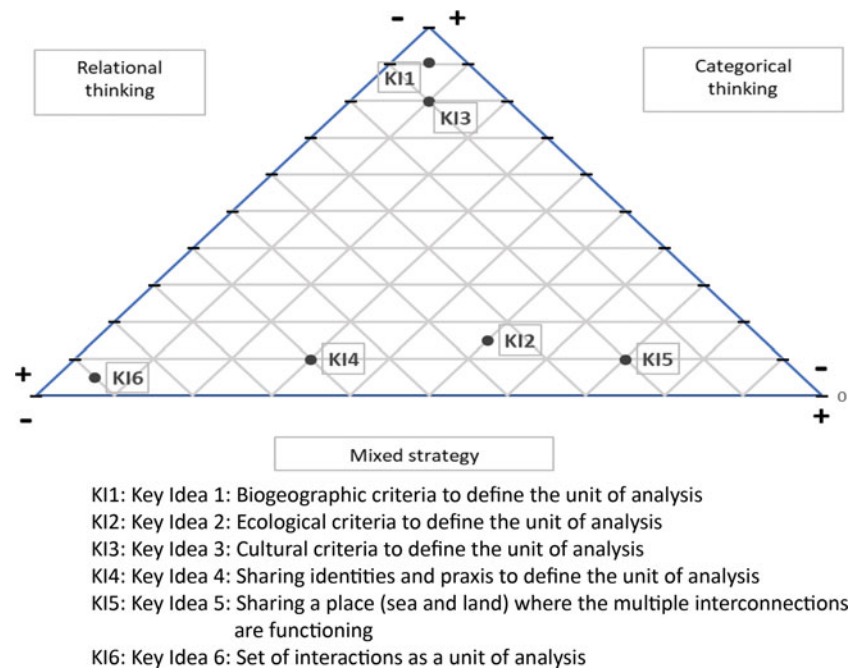 - +
Relational
thinking
Categorical
thinking
KI1
KI3
KI2
KI4
KI5
KI6
+
-
-
+
0
Mixed strategy
KI1: Key Idea 1: Biogeographic criteria to define the unit of analysis
KI2: Key Idea 2: Ecological criteria to define the unit of analysis
KI3: Key Idea 3: Cultural criteria to define the unit of analysis
KI4: Key Idea 4: Sharing identities and praxis to define the unit of analysis
KI5: Key Idea 5: Sharing a place (sea and land) where the multiple interconnections
are functioning
KI6: Key Idea 6: Set of interactions as a unit of analysis